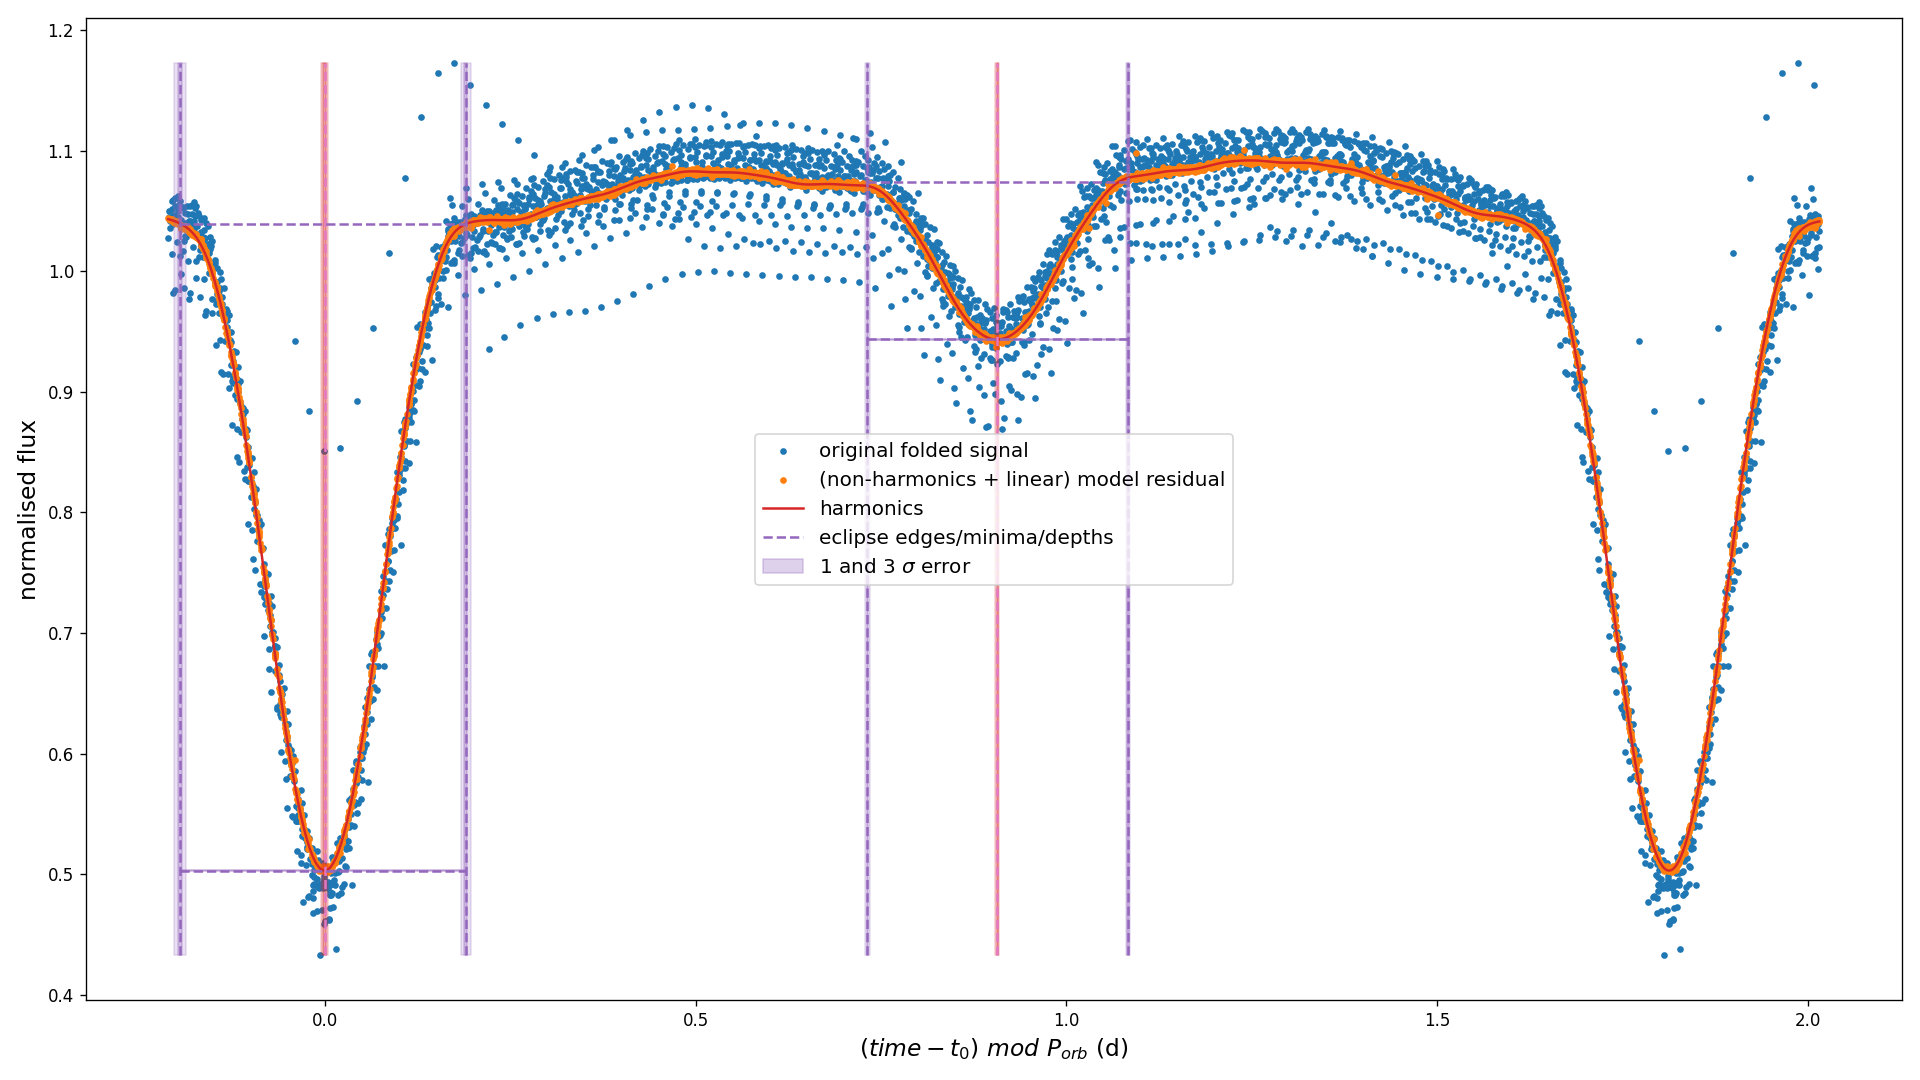 1.2
1.1
1.0
0.9
0.8
0.7
0.6
0.5
0.4
normalised flux
original folded signal
(non-harmonics + linear) model residual
harmonics
eclipse edges/minima/depths
1 and 3 σ error
0.0 0.5 1.0 1.5 2.0
(time − t₀) mod Pₒᵣb (d)